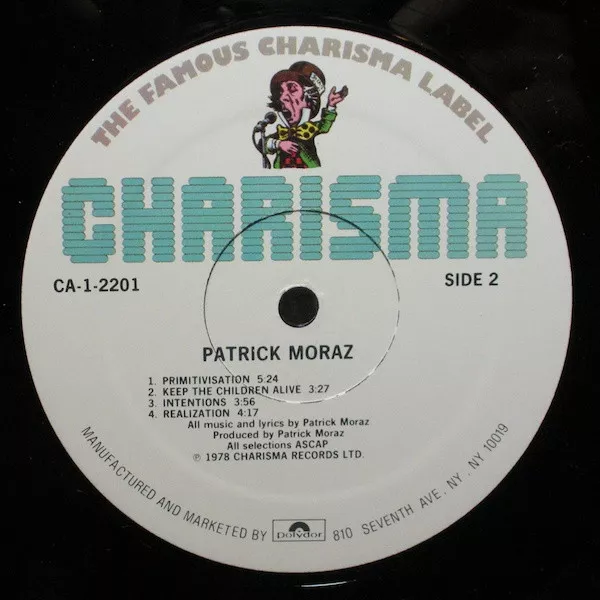 THE FAMOUS CHARISMA LABEL
CHARISMA
CA-1-2201
SIDE 2
PATRICK MORAZ
1. PRIMITIVISATION 5:24
2. KEEP THE CHILDREN ALIVE 3:27
3. INTENTIONS 3:56
4. REALIZATION 4:17
All music and lyrics by Patrick Moraz
Produced by Patrick Moraz
All selections ASCAP
℗ 1978 CHARISMA RECORDS LTD.
MANUFACTURED AND MARKETED BY polydor 810 SEVENTH AVE. NY. NY 10019